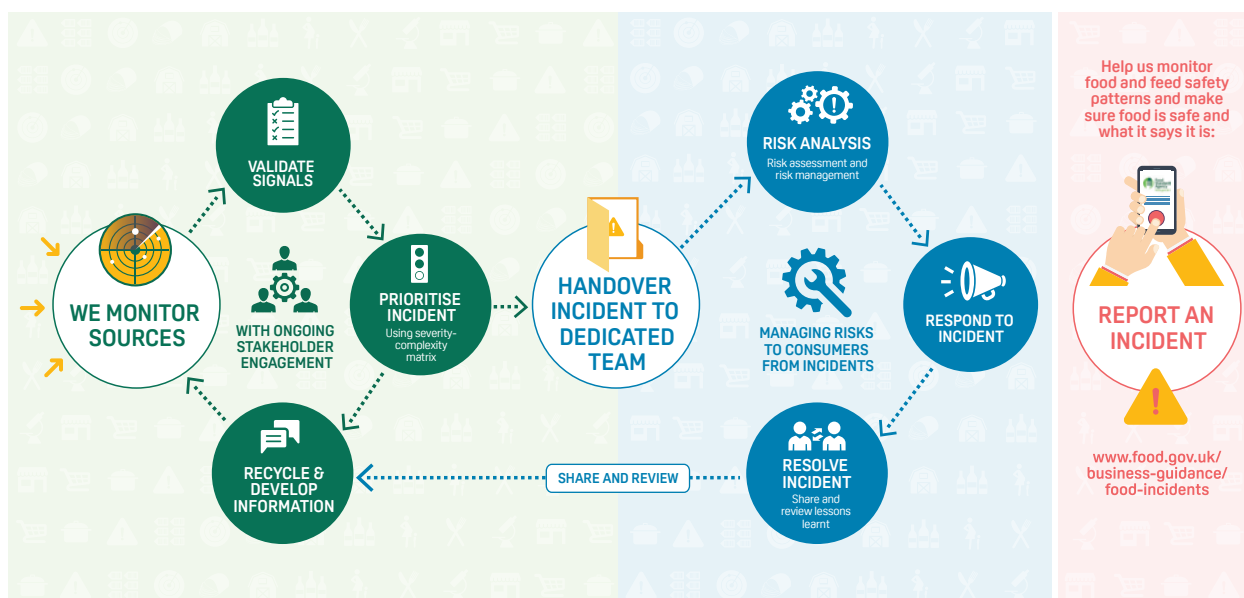 WE MONITOR
SOURCES
VALIDATE
SIGNALS
WITH ONGOING
STAKEHOLDER
ENGAGEMENT
PRIORITISE
INCIDENT
Using severity-
complexity
matrix
RECYCLE &
DEVELOP
INFORMATION
HANDOVER
INCIDENT TO
DEDICATED
TEAM
RISK ANALYSIS
Risk assessment and
risk management
MANAGING RISKS
TO CONSUMERS
FROM INCIDENTS
RESPOND TO
INCIDENT
RESOLVE
INCIDENT
Share and
review lessons
learnt
SHARE AND REVIEW
Help us monitor
food and feed safety
patterns and make
sure food is safe and
what it says it is:
REPORT AN
INCIDENT
www.food.gov.uk/
business-guidance/
food-incidents